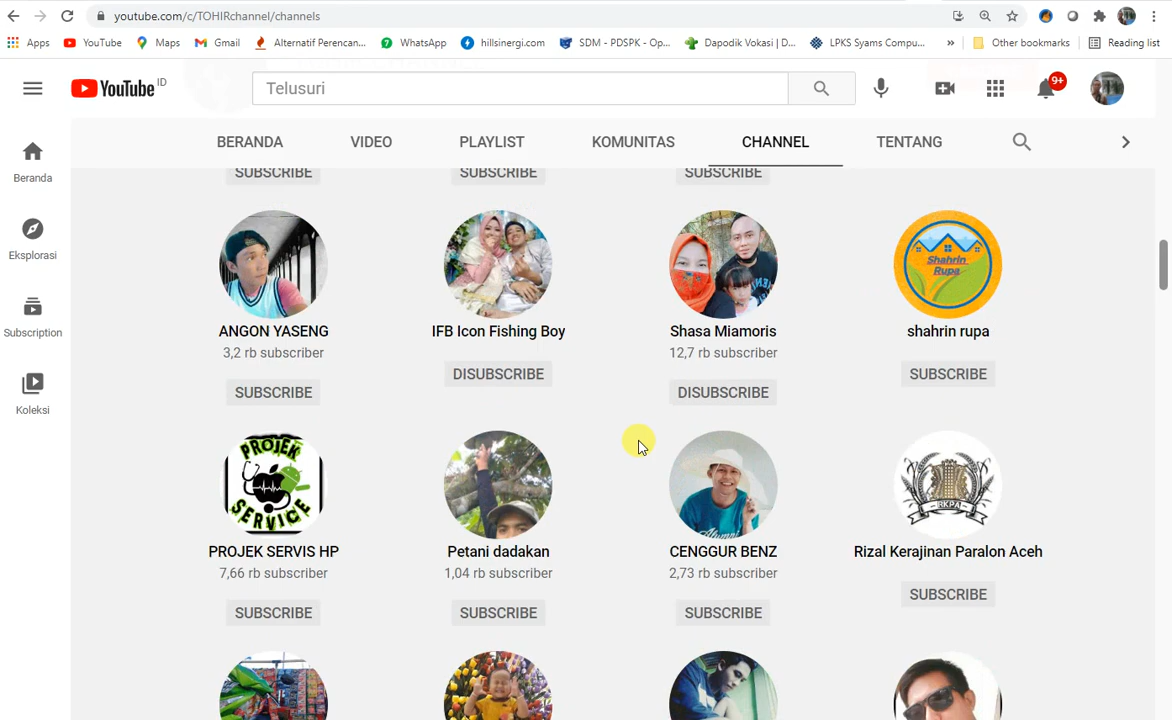 youtube.com/c/TOHIRchannel/channels
Apps YouTube Maps Gmail Alternatif Perencan... WhatsApp hillsinergi.com SDM - PDSPK - Op... Dapodik Vokasi | D... LPKS Syams Compu... » Other bookmarks Reading list
YouTube ID Telusuri 9+
BERANDA VIDEO PLAYLIST KOMUNITAS CHANNEL TENTANG
Beranda
Eksplorasi
Subscription
Koleksi
SUBSCRIBE SUBSCRIBE SUBSCRIBE
Shahrin
Rupa
ANGON YASENG IFB Icon Fishing Boy Shasa Miamoris shahrin rupa
3,2 rb subscriber 12,7 rb subscriber
DISUBSCRIBE SUBSCRIBE
SUBSCRIBE DISUBSCRIBE
PROJEK
SERVICE
PROJEK SERVIS HP Petani dadakan CENGGUR BENZ Rizal Kerajinan Paralon Aceh
7,66 rb subscriber 1,04 rb subscriber 2,73 rb subscriber
SUBSCRIBE
SUBSCRIBE SUBSCRIBE SUBSCRIBE